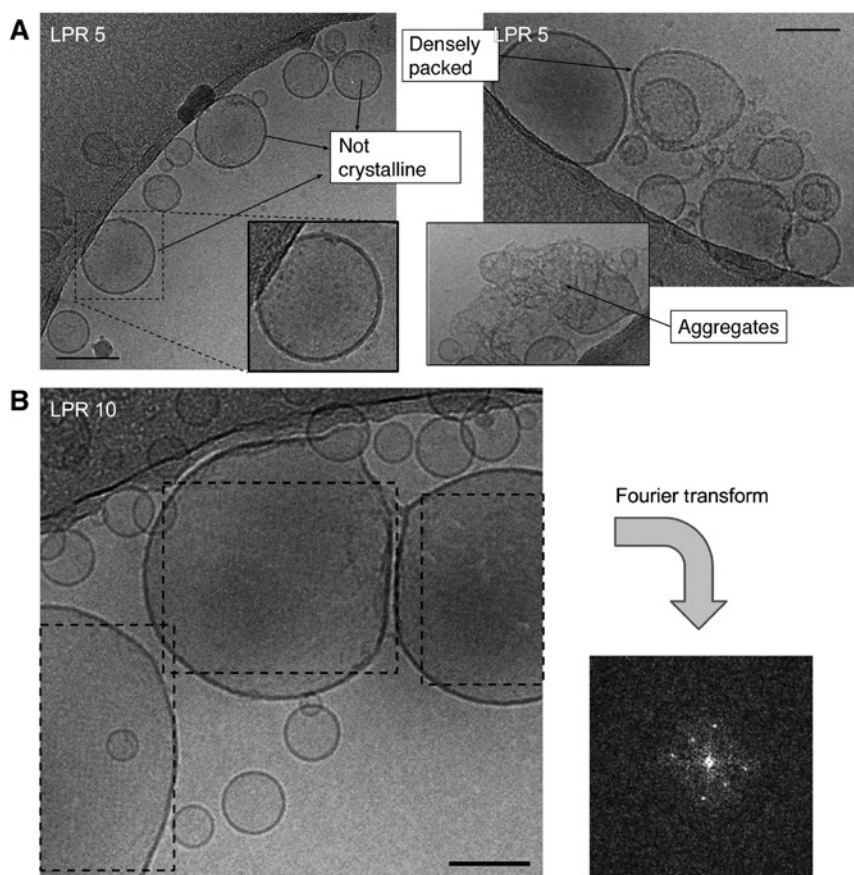 A
LPR 5
Densely
packed
LPR 5
Not
crystalline
Aggregates
B
LPR 10
Fourier transform